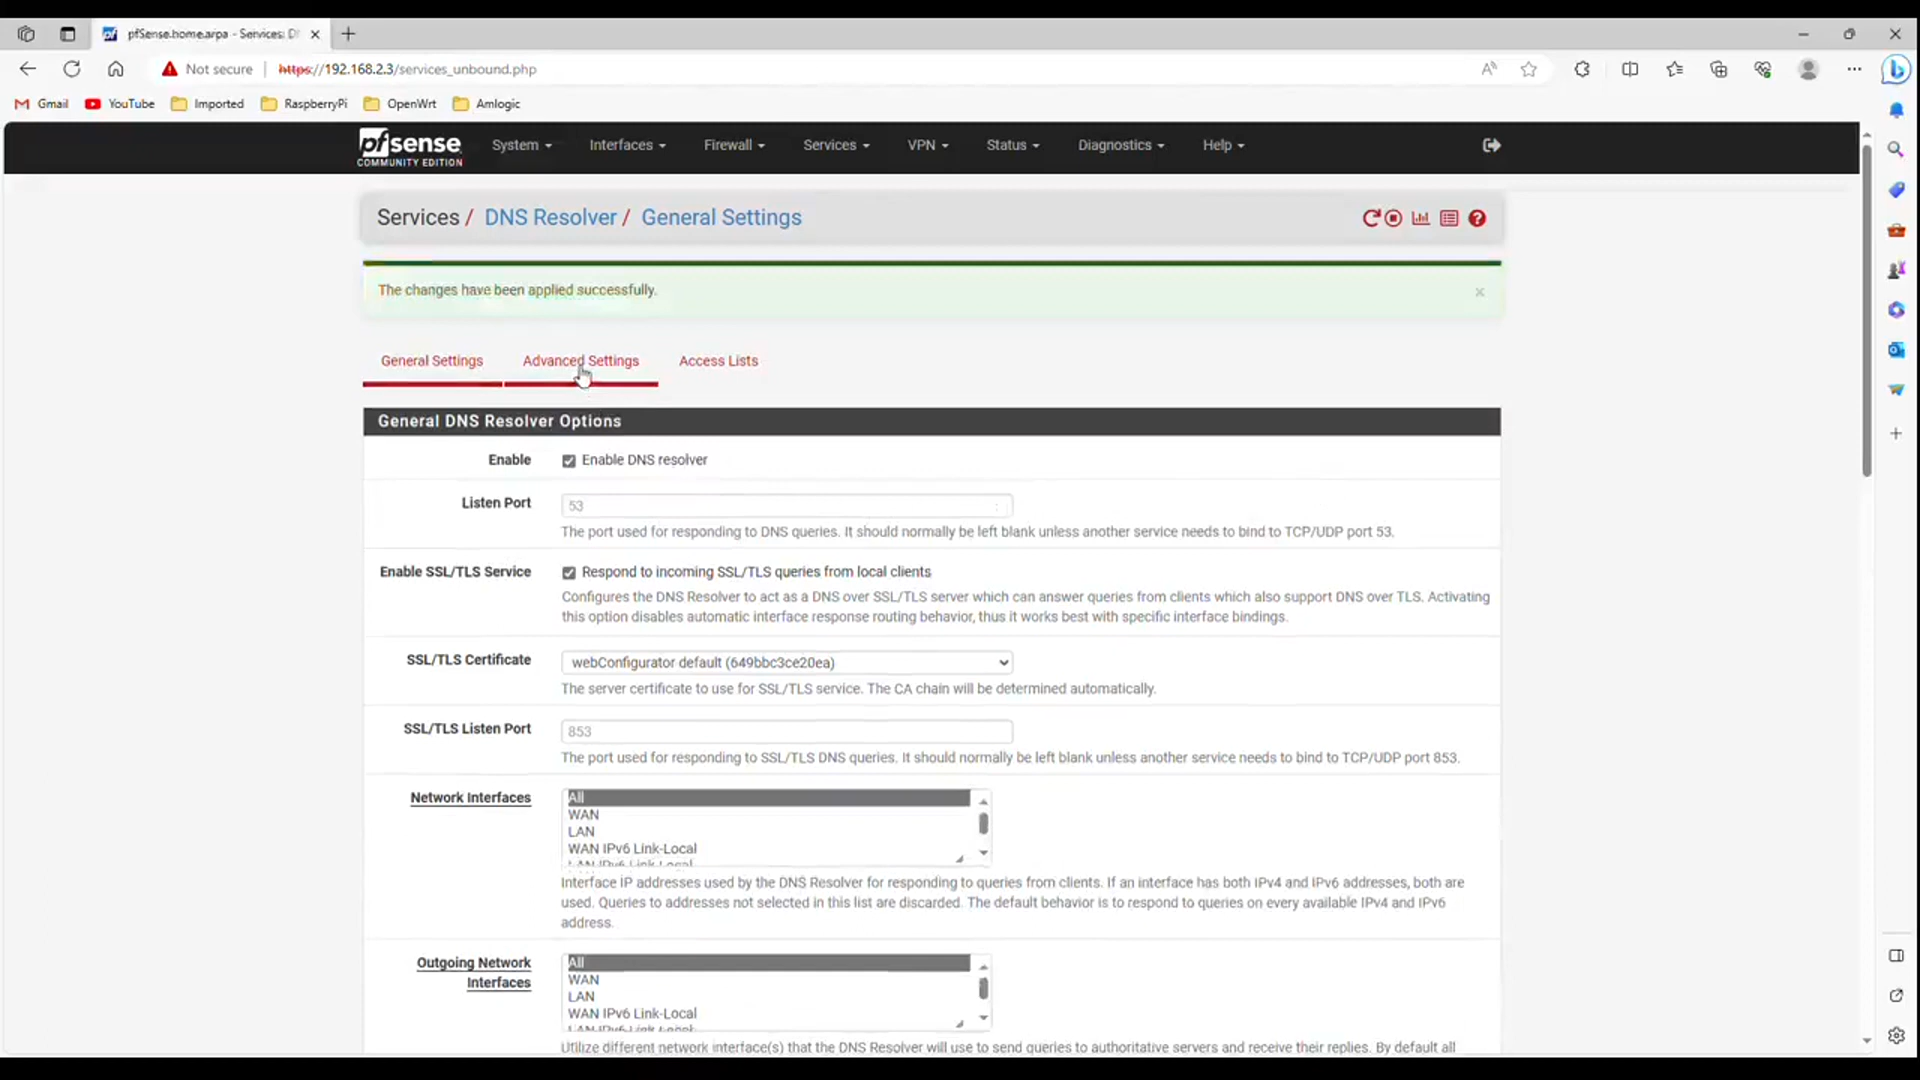 pfSense.home.arpa - Services: D
Not secure
https://192.168.2.3/services_unbound.php
Gmail
YouTube
Imported
RaspberryPi
OpenWrt
Amlogic
pfsense
COMMUNITY EDITION
System
Interfaces
Firewall
Services
VPN
Status
Diagnostics
Help
Services / DNS Resolver / General Settings
The changes have been applied successfully.
×
General Settings
Advanced Settings
Access Lists
General DNS Resolver Options
Enable
Enable DNS resolver
Listen Port
53
The port used for responding to DNS queries. It should normally be left blank unless another service needs to bind to TCP/UDP port 53.
Enable SSL/TLS Service
Respond to incoming SSL/TLS queries from local clients
Configures the DNS Resolver to act as a DNS over SSL/TLS server which can answer queries from clients which also support DNS over TLS. Activating
this option disables automatic interface response routing behavior, thus it works best with specific interface bindings.
SSL/TLS Certificate
webConfigurator default (649bbc3ce20ea)
The server certificate to use for SSL/TLS service. The CA chain will be determined automatically.
SSL/TLS Listen Port
853
The port used for responding to SSL/TLS DNS queries. It should normally be left blank unless another service needs to bind to TCP/UDP port 853.
Network Interfaces
All
WAN
LAN
WAN IPv6 Link-Local
LAN IPv6 Link-Local
Interface IP addresses used by the DNS Resolver for responding to queries from clients. If an interface has both IPv4 and IPv6 addresses, both are
used. Queries to addresses not selected in this list are discarded. The default behavior is to respond to queries on every available IPv4 and IPv6
address.
Outgoing Network
Interfaces
All
WAN
LAN
WAN IPv6 Link-Local
LAN IPv6 Link-Local
Utilize different network interface(s) that the DNS Resolver will use to send queries to authoritative servers and receive their replies. By default all